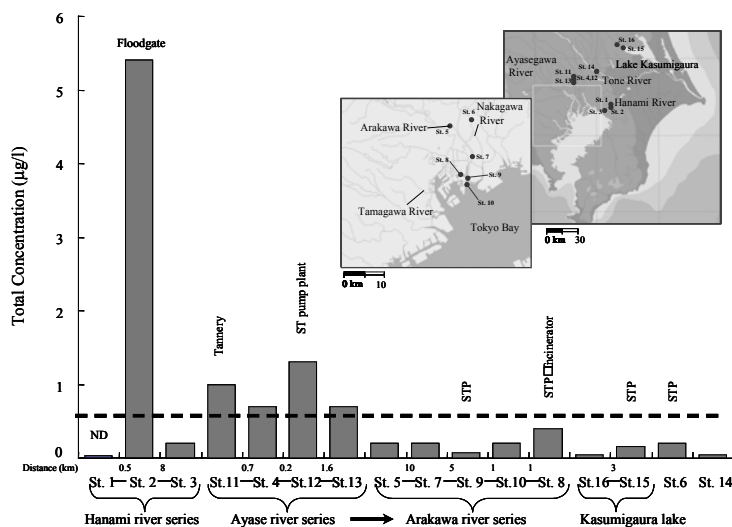 Total Concentration (µg/l)
6
5
4
3
2
1
0
Floodgate
ND
Tannery
ST pump plant
STP
STP□Incinerator
STP
STP
Distance (km) 0.5 8 0.7 0.2 1.6 10 5 1 1 3
St. 1 St. 2 St. 3 St.11 St. 4 St.12 St.13 St. 5 St. 7 St. 9 St.10 St. 8 St.16 St.15 St.6 St. 14
Hanami river series Ayase river series Arakawa river series Kasumigaura lake
St. 6
Nakagawa
River
Arakawa River
St. 5
St. 7
St. 8
St. 9
St. 10
Tamagawa River
Tokyo Bay
0 km 10
St. 16
St. 15
Lake Kasumigaura
Ayasegawa
River
St. 14
St. 11
St. 4,12
St. 13
Tone River
St. 1
Hanami River
St. 3
St. 2
0 km 30